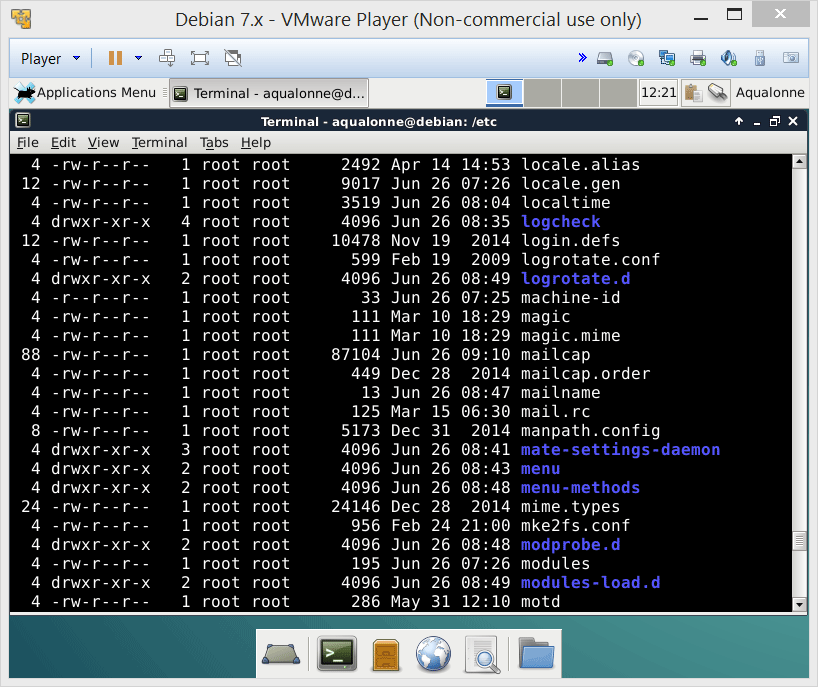 Debian 7.x - VMware Player (Non-commercial use only)
Player
Applications Menu
Terminal - aqualonne@d...
12:21
Aqualonne
Terminal - aqualonne@debian: /etc
File Edit View Terminal Tabs Help
4 -rw-r--r-- 1 root root 2492 Apr 14 14:53 locale.alias
12 -rw-r--r-- 1 root root 9017 Jun 26 07:26 locale.gen
4 -rw-r--r-- 1 root root 3519 Jun 26 08:04 localtime
4 drwxr-xr-x 4 root root 4096 Jun 26 08:35 logcheck
12 -rw-r--r-- 1 root root 10478 Nov 19 2014 login.defs
4 -rw-r--r-- 1 root root 599 Feb 19 2009 logrotate.conf
4 drwxr-xr-x 2 root root 4096 Jun 26 08:49 logrotate.d
4 -r--r--r-- 1 root root 33 Jun 26 07:25 machine-id
4 -rw-r--r-- 1 root root 111 Mar 10 18:29 magic
4 -rw-r--r-- 1 root root 111 Mar 10 18:29 magic.mime
88 -rw-r--r-- 1 root root 87104 Jun 26 09:10 mailcap
4 -rw-r--r-- 1 root root 449 Dec 28 2014 mailcap.order
4 -rw-r--r-- 1 root root 13 Jun 26 08:47 mailname
4 -rw-r--r-- 1 root root 125 Mar 15 06:30 mail.rc
8 -rw-r--r-- 1 root root 5173 Dec 31 2014 manpath.config
4 drwxr-xr-x 3 root root 4096 Jun 26 08:41 mate-settings-daemon
4 drwxr-xr-x 2 root root 4096 Jun 26 08:43 menu
4 drwxr-xr-x 2 root root 4096 Jun 26 08:48 menu-methods
24 -rw-r--r-- 1 root root 24146 Dec 28 2014 mime.types
4 -rw-r--r-- 1 root root 956 Feb 24 21:00 mke2fs.conf
4 drwxr-xr-x 2 root root 4096 Jun 26 08:48 modprobe.d
4 -rw-r--r-- 1 root root 195 Jun 26 07:26 modules
4 drwxr-xr-x 2 root root 4096 Jun 26 08:49 modules-load.d
4 -rw-r--r-- 1 root root 286 May 31 12:10 motd